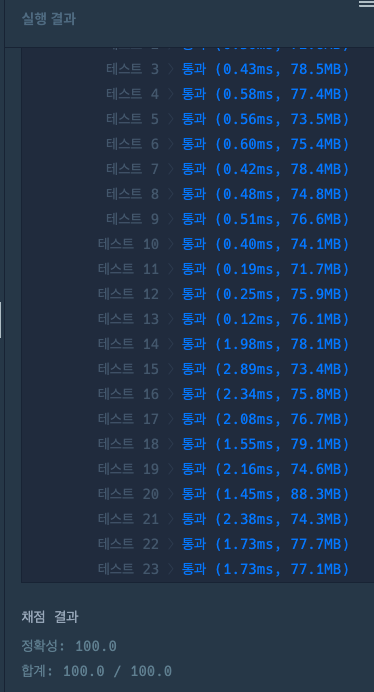 실행 결과
테스트 3 > 통과 (0.43ms, 78.5MB)
테스트 4 > 통과 (0.58ms, 77.4MB)
테스트 5 > 통과 (0.56ms, 73.5MB)
테스트 6 > 통과 (0.60ms, 75.4MB)
테스트 7 > 통과 (0.42ms, 78.4MB)
테스트 8 > 통과 (0.48ms, 74.8MB)
테스트 9 > 통과 (0.51ms, 76.6MB)
테스트 10 > 통과 (0.40ms, 74.1MB)
테스트 11 > 통과 (0.19ms, 71.7MB)
테스트 12 > 통과 (0.25ms, 75.9MB)
테스트 13 > 통과 (0.12ms, 76.1MB)
테스트 14 > 통과 (1.98ms, 78.1MB)
테스트 15 > 통과 (2.89ms, 73.4MB)
테스트 16 > 통과 (2.34ms, 75.8MB)
테스트 17 > 통과 (2.08ms, 76.7MB)
테스트 18 > 통과 (1.55ms, 79.1MB)
테스트 19 > 통과 (2.16ms, 74.6MB)
테스트 20 > 통과 (1.45ms, 88.3MB)
테스트 21 > 통과 (2.38ms, 74.3MB)
테스트 22 > 통과 (1.73ms, 77.7MB)
테스트 23 > 통과 (1.73ms, 77.1MB)
채점 결과
정확성: 100.0
합계: 100.0 / 100.0